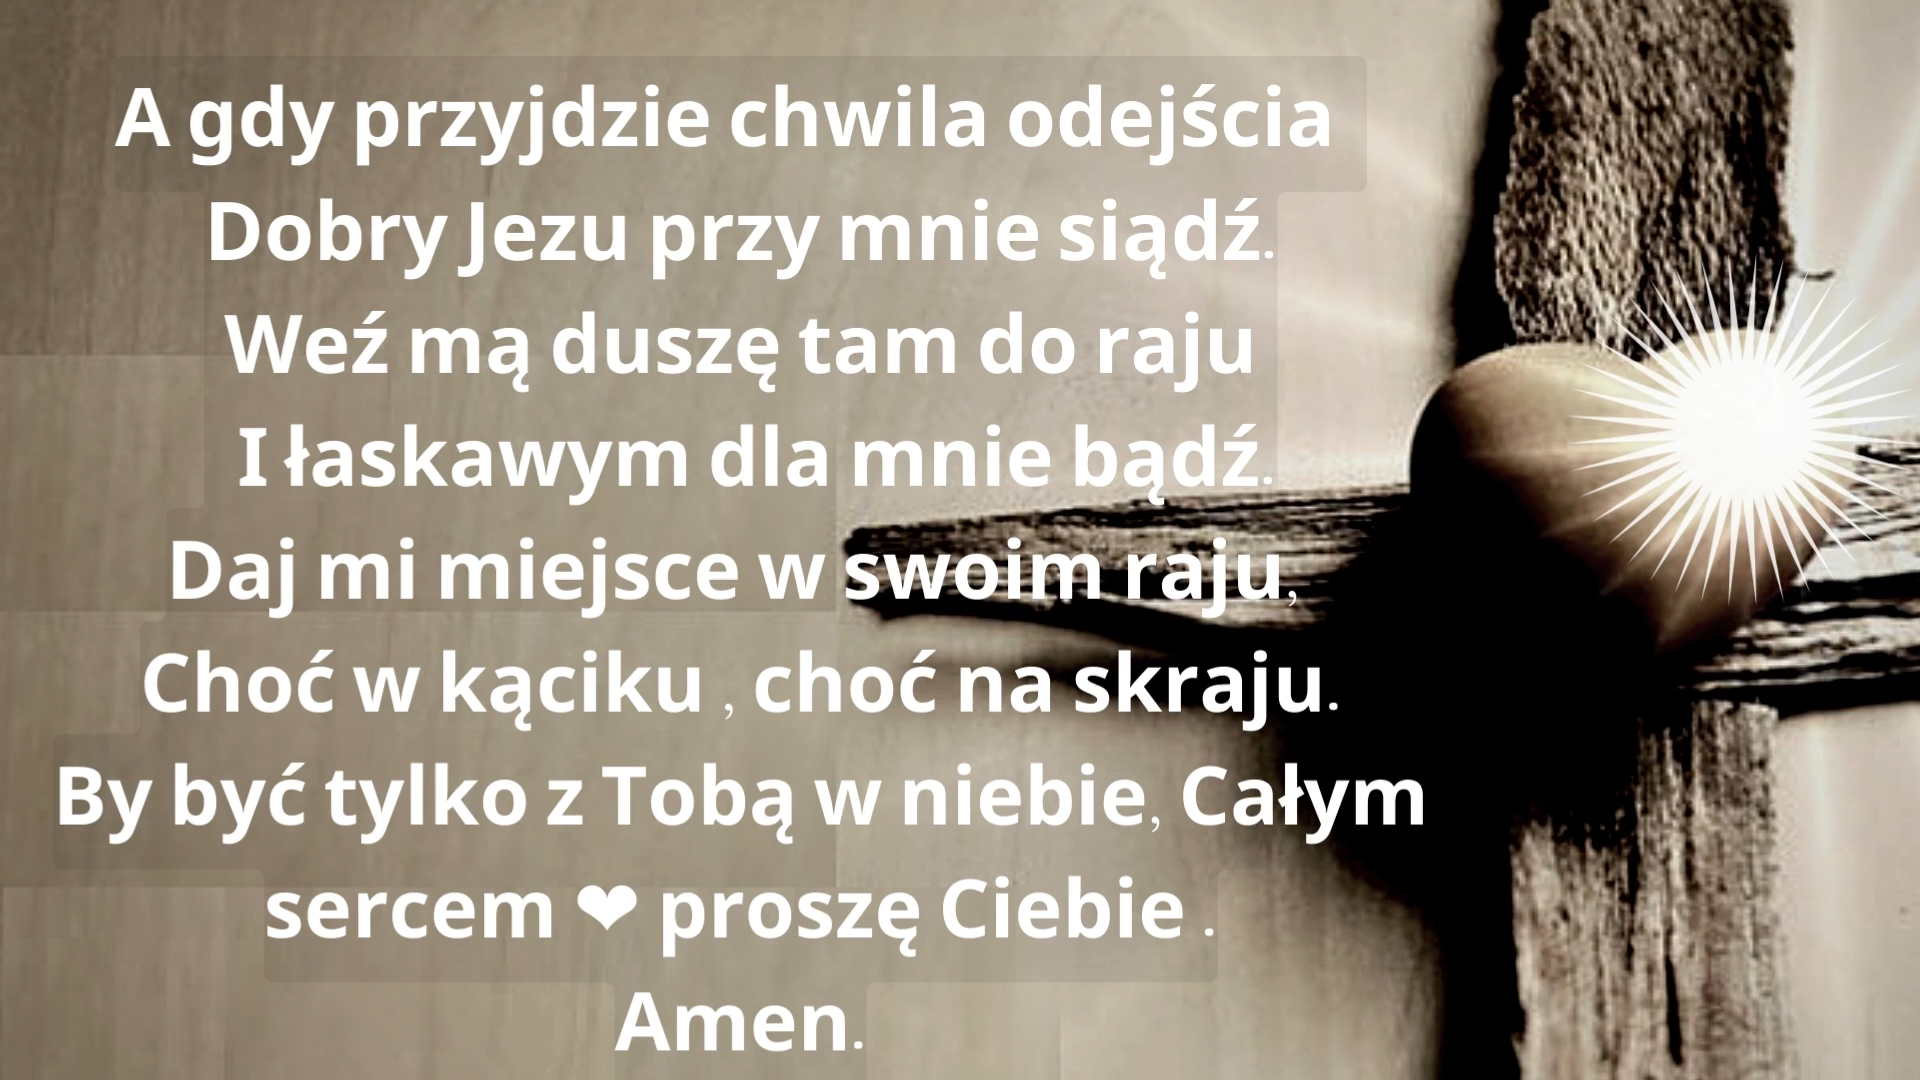 A gdy przyjdzie chwila odejścia
Dobry Jezu przy mnie siądź.
Weź mą duszę tam do raju
I łaskawym dla mnie bądź.
Daj mi miejsce w swoim raju,
Choć w kąciku , choć na skraju.
By być tylko z Tobą w niebie, Całym
sercem ❤ proszę Ciebie .
Amen.